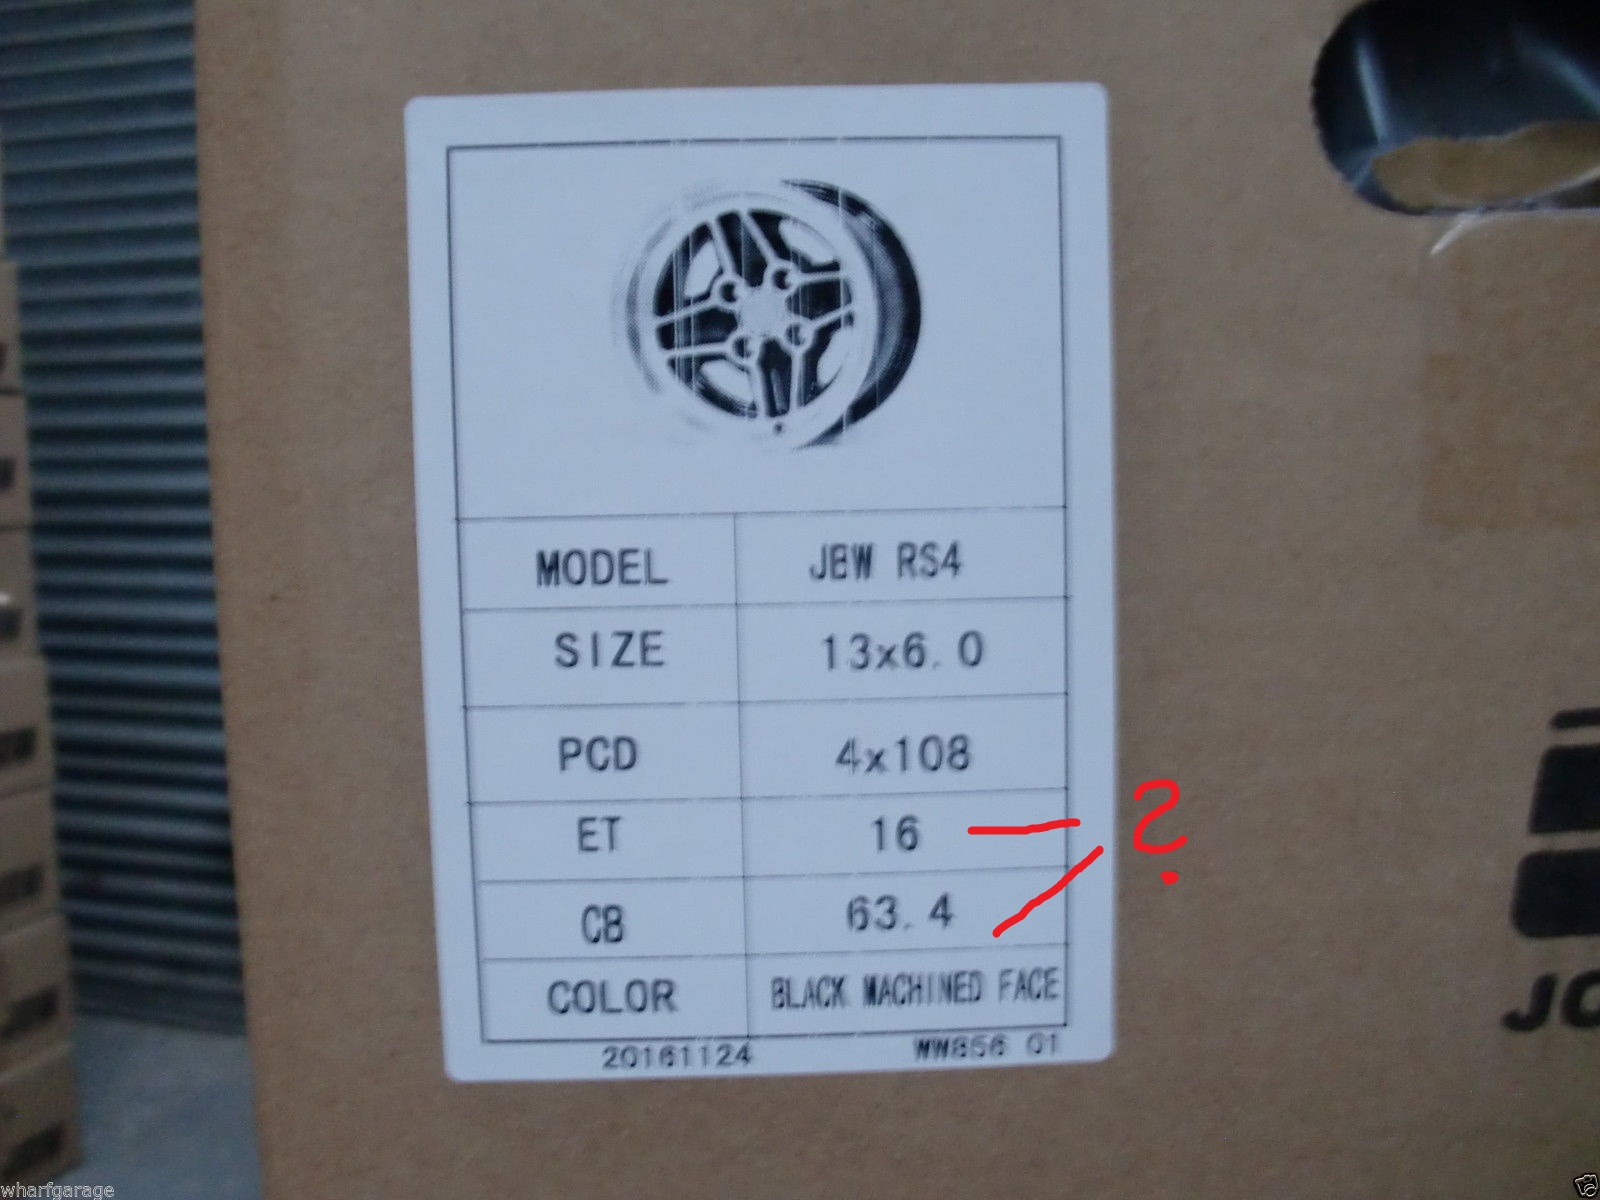 MODEL JBW RS4
SIZE 13x6.0
PCD 4x108
ET 16
?
CB 63.4
COLOR BLACK MACHINED FACE
20161124 WW856 01
JO
wharfgarage